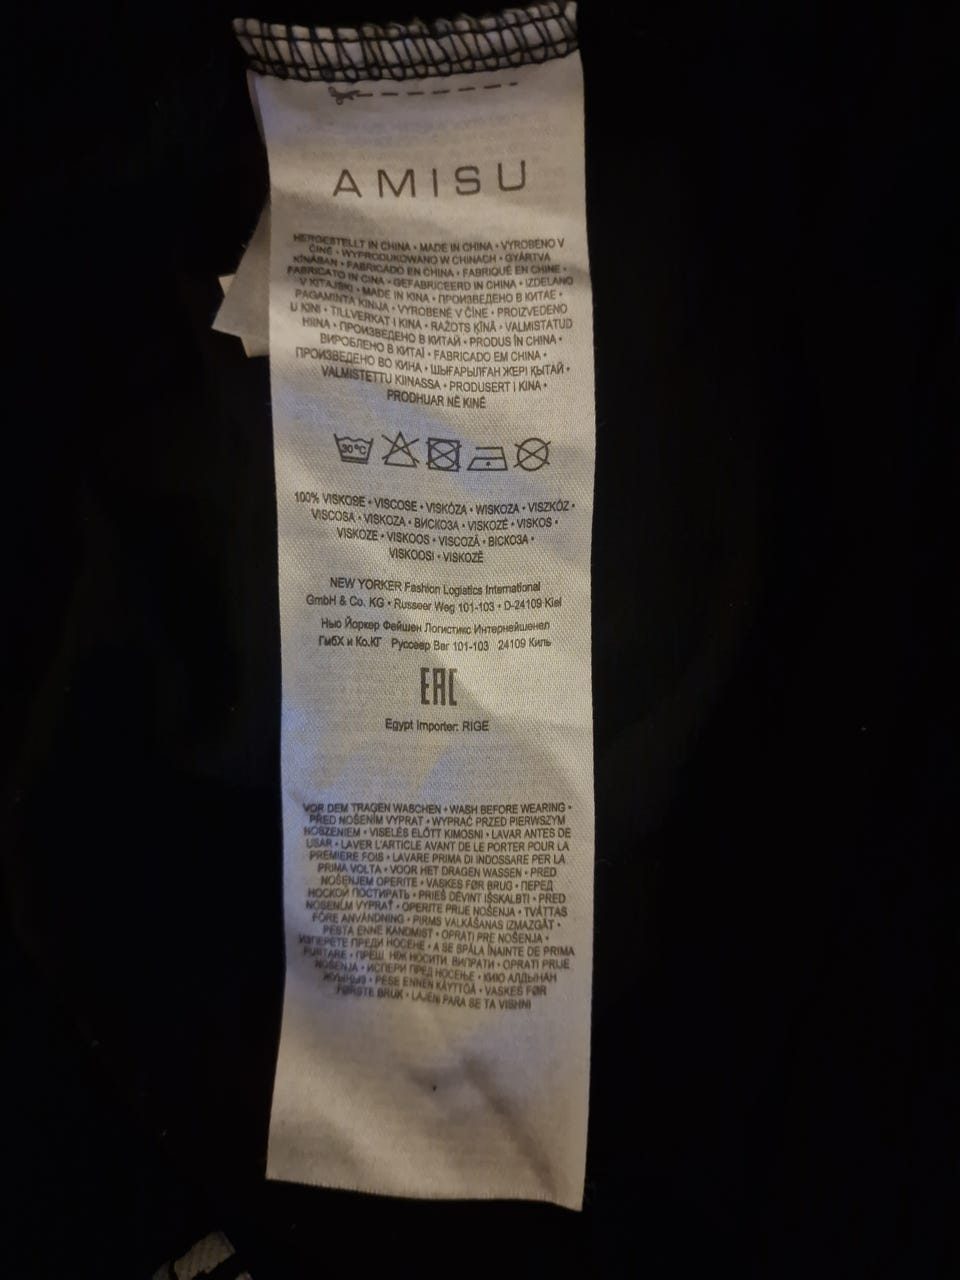 AMISU
HERGESTELLT IN CHINA • MADE IN CHINA • VYROBENO V
ČÍNĚ • WYPRODUKOWANO W CHINACH • GYÁRTVA
KÍNÁBAN • FABRICADO EN CHINA • FABRIQUÉ EN CHINE •
FABRICATO IN CINA • GEFABRICEERD IN CHINA • IZDELANO
V KITAJSKI • MADE IN KINA • ПРОИЗВЕДЕНО В КИТАЕ •
PAGAMINTA KINIJA • VYROBENÉ V ČÍNE • PROIZVEDENO
U KINI • TILLVERKAT I KINA • RAŽOTS ĶĪNĀ • VALMISTATUD
HIINA • ПРОИЗВЕДЕНО В КИТАЙ • PRODUS ÎN CHINA •
ВИРОБЛЕНО В КИТАЇ • FABRICADO EM CHINA •
ПРОИЗВЕДЕНО ВО КИНА • ШЫҒАРЫЛҒАН ЖЕРІ ҚЫТАЙ •
VALMISTETTU KIINASSA • PRODUSERT I KINA •
PRODHUAR NË KINË
30°C
100% VISKOSE • VISCOSE • VISKÓZA • WISKOZA • VISZKÓZ •
VISCOSA • VISKOZA • ВИСКОЗА • VISKOZÉ • VISKOS •
VISKOZE • VISKOOS • VISCOZĂ • ВІСКОЗА •
VISKOOSI • VISKOZË
NEW YORKER Fashion Logistics International
GmbH & Co. KG • Russeer Weg 101-103 • D-24109 Kiel
Нью Йоркер Фейшен Логистикс Интернейшенел
ГмбХ и Ко.КГ Руссеер Вег 101-103 24109 Киль
EAC
Egypt Importer: RIGE
VOR DEM TRAGEN WASCHEN • WASH BEFORE WEARING •
PŘED NOŠENÍM VYPRAT • WYPRAĆ PRZED PIERWSZYM
NOSZENIEM • VISELÉS ELŐTT KIMOSNI • LAVAR ANTES DE
USAR • LAVER L'ARTICLE AVANT DE LE PORTER POUR LA
PREMIERE FOIS • LAVARE PRIMA DI INDOSSARE PER LA
PRIMA VOLTA • VOOR HET DRAGEN WASSEN • PRED
NOŠENJEM OPERITE • VASKES FØR BRUG • ПЕРЕД
НОСКОЙ ПОСТИРАТЬ • PRIEŠ DĖVINT IŠSKALBTI • PRED
NOSENÍM VYPRAŤ • OPERITE PRIJE NOŠENJA • TVÄTTAS
FÖRE ANVÄNDNING • PIRMS VALKĀŠANAS IZMAZGĀT •
PESTA ENNE KANDMIST • OPRATI PRE NOŠENJA •
ИЗПЕРЕТЕ ПРЕДИ НОСЕНЕ • A SE SPĂLA ÎNAINTE DE PRIMA
PURTARE • ПРЕШ. НІЖ НОСИТИ. ВИПРАТИ • OPRATI PRIJE
NOŠENJA • ИСПЕРИ ПРЕД НОСЕЊЕ • КИЮ АЛДЫНАН
ЖУЫҢЫЗ • PESE ENNEN KÄYTTÖÄ • VASKES FØR
FØRSTE BRUK • LAJENI PARA SE TA VISHNI